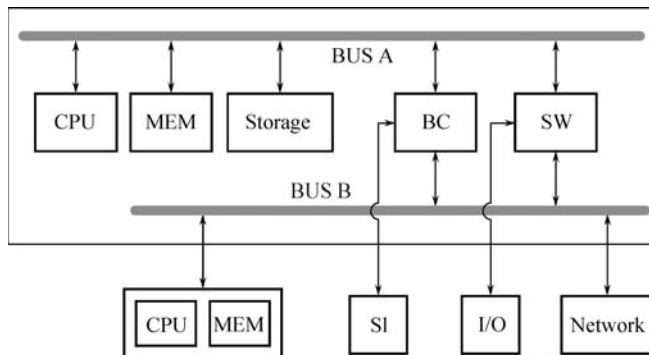 BUS A
CPU
MEM
Storage
BC
SW
BUS B
CPU
MEM
Sl
I/O
Network